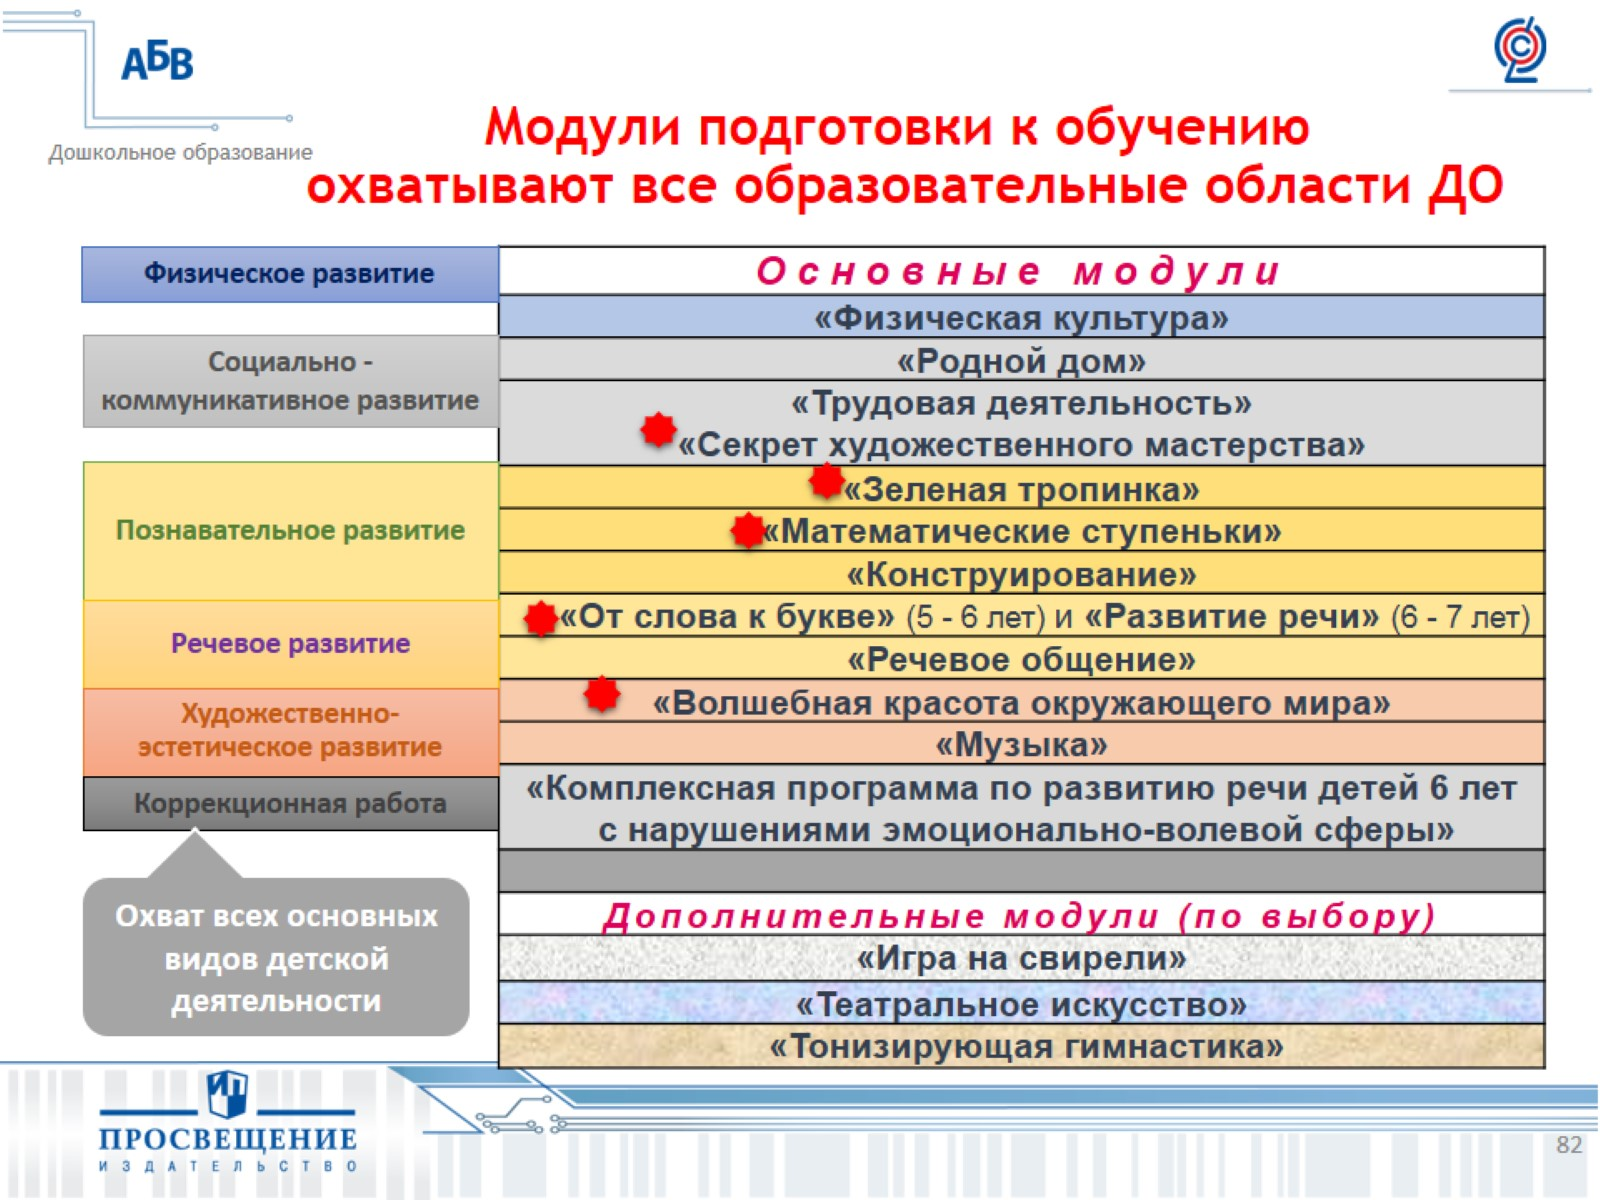 АБВ
Дошкольное образование
Модули подготовки к обучению
охватывают все образовательные области ДО
Физическое развитие
Социально -
коммуникативное развитие
Познавательное развитие
Речевое развитие
Художественно-
эстетическое развитие
Коррекционная работа
Охват всех основных
видов детской
деятельности
Основные модули
«Физическая культура»
«Родной дом»
«Трудовая деятельность»
«Секрет художественного мастерства»
«Зеленая тропинка»
«Математические ступеньки»
«Конструирование»
«От слова к букве» (5 - 6 лет) и «Развитие речи» (6 - 7 лет)
«Речевое общение»
«Волшебная красота окружающего мира»
«Музыка»
«Комплексная программа по развитию речи детей 6 лет
с нарушениями эмоционально-волевой сферы»
Дополнительные модули (по выбору)
«Игра на свирели»
«Театральное искусство»
«Тонизирующая гимнастика»
ИП
ПРОСВЕЩЕНИЕ
ИЗДАТЕЛЬСТВО
82